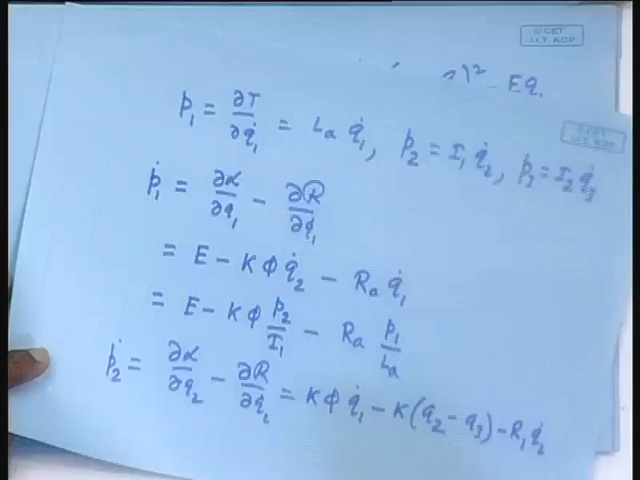 © CET
I.I.T. KGP
)² - Eq.
© CET
I.I.T. KGP
p₁ = ∂T/∂q̇₁ = Lₐ q̇₁, p₂ = I₁ q̇₂, p₃ = I₂ q̇₃
ṗ₁ = ∂ℒ/∂q₁ - ∂R/∂q̇₁
= E - KΦ q̇₂ - Rₐ q̇₁
= E - KΦ p₂/I₁ - Rₐ p₁/Lₐ
ṗ₂ = ∂ℒ/∂q₂ - ∂R/∂q̇₂ = KΦ q̇₁ - K(q₂ - q₃) - R₁ q̇₂